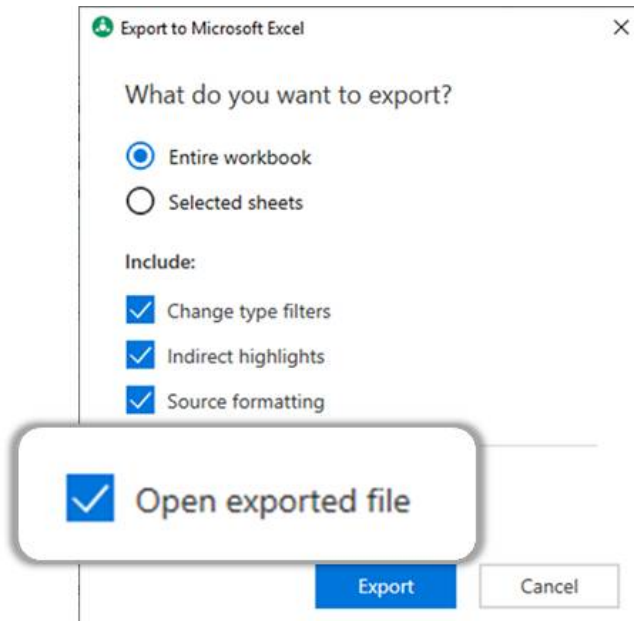 Export to Microsoft Excel
What do you want to export?
Entire workbook
Selected sheets
Include:
Change type filters
Indirect highlights
Source formatting
Open exported file
Export Cancel